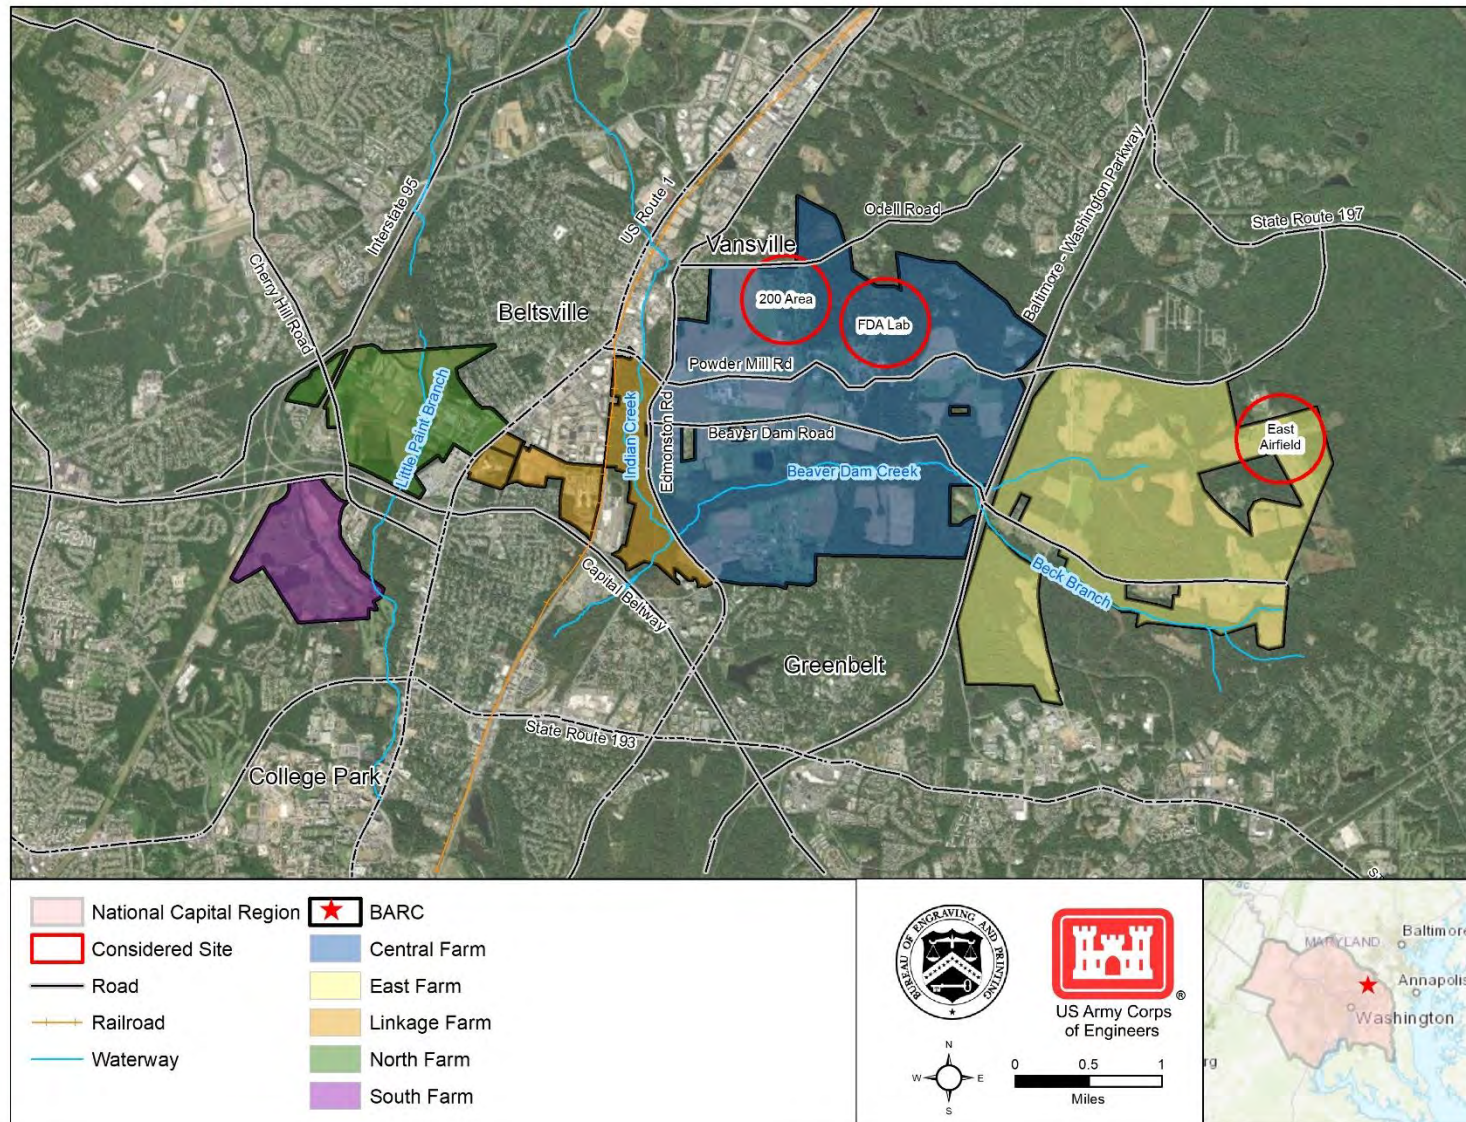 Interstate 95
Cherry Hill Road
US Route 1
Vansville
Odell Road
Baltimore - Washington Parkway
State Route 197
Beltsville
200 Area
FDA Lab
Powder Mill Rd
Little Paint Branch
Indian Creek
Edmonston Rd
Beaver Dam Road
Beaver Dam Creek
East
Airfield
Capital Beltway
Beck Branch
Greenbelt
State Route 193
College Park
S
National Capital Region
Considered Site
Road
Railroad
Waterway
BARC
Central Farm
East Farm
Linkage Farm
North Farm
South Farm
BUREAU OF ENGRAVING AND PRINTING
US Army Corps
of Engineers
®
N
W
E
S
0 0.5 1
Miles
MARYLAND
Baltimore
Annapolis
Washington
rg